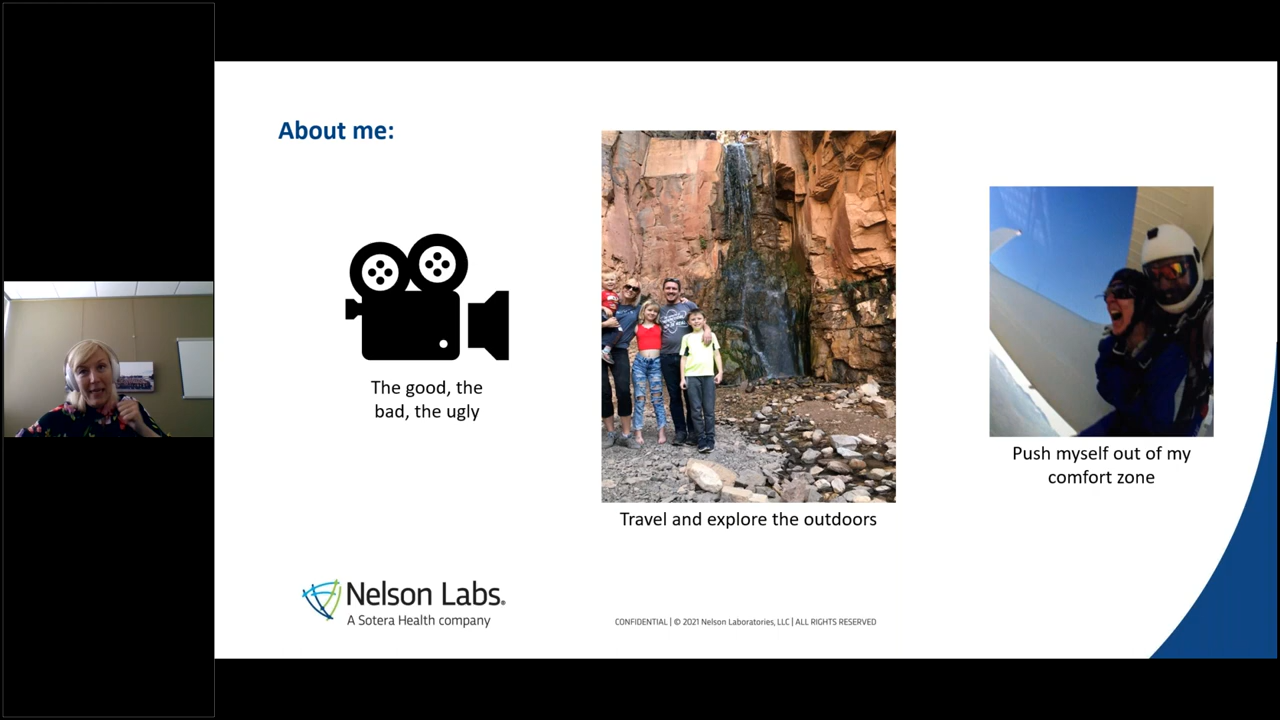 About me:
The good, the
bad, the ugly
Travel and explore the outdoors
Push myself out of my
comfort zone
Nelson Labs®
A Sotera Health company
CONFIDENTIAL | © 2021 Nelson Laboratories, LLC | ALL RIGHTS RESERVED